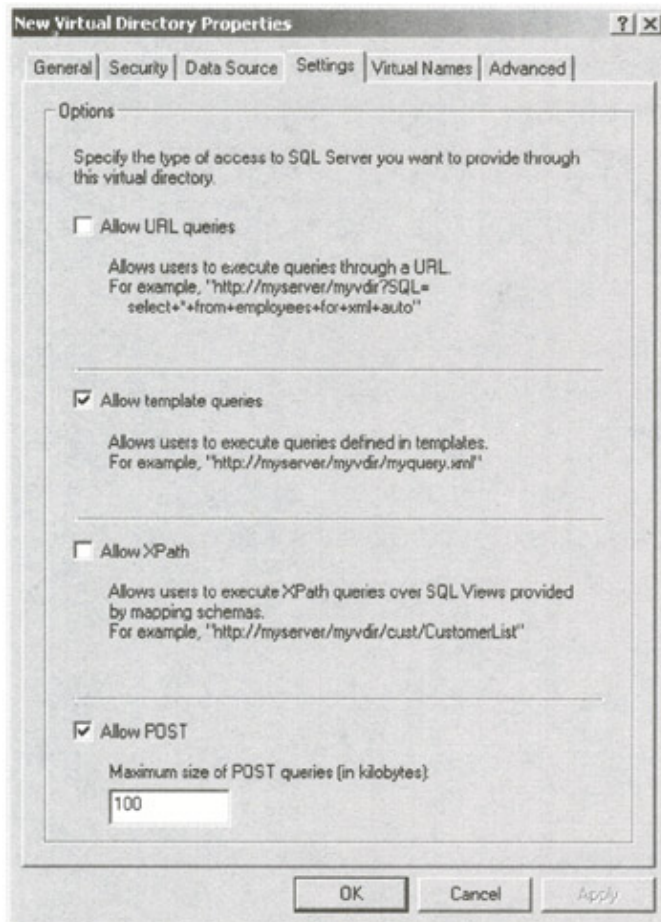 New Virtual Directory Properties
General Security Data Source Settings Virtual Names Advanced
Options
Specify the type of access to SQL Server you want to provide through
this virtual directory.
Allow URL queries
Allows users to execute queries through a URL.
For example, "http://myserver/myvdir?SQL=
select+*+from+employees+for+xml+auto"
Allow template queries
Allows users to execute queries defined in templates.
For example, "http://myserver/myvdir/myquery.xml"
Allow XPath
Allows users to execute XPath queries over SQL Views provided
by mapping schemas.
For example, "http://myserver/myvdir/cust/CustomerList"
Allow POST
Maximum size of POST queries (in kilobytes):
100
OK Cancel Apply